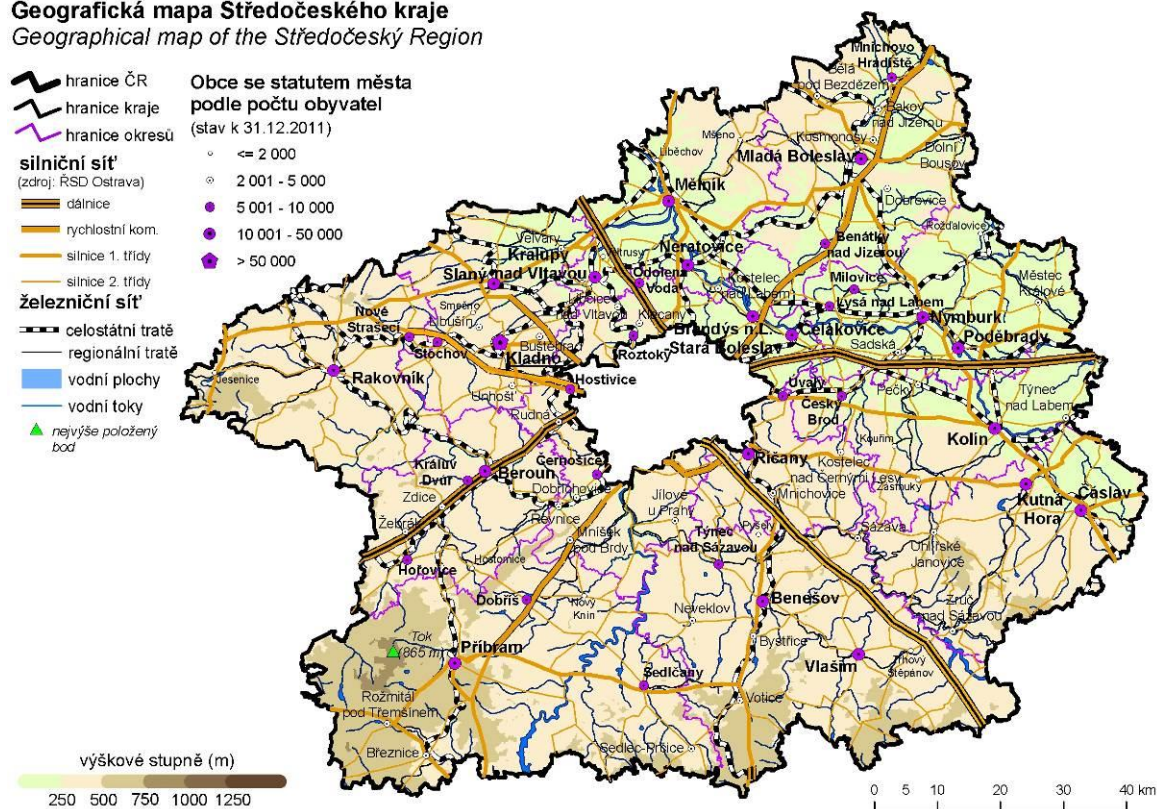 Geografická mapa Středočeského kraje
Geographical map of the Středočeský Region
hranice ČR
hranice kraje
hranice okresů
silniční síť
(zdroj: ŘSD Ostrava)
dálnice
rychlostní kom.
silnice 1. třídy
silnice 2. třídy
železniční síť
celostátní tratě
regionální tratě
vodní plochy
vodní toky
nejvýše položený
bod
Obce se statutem města
podle počtu obyvatel
(stav k 31.12.2011)
<= 2 000
2 001 - 5 000
5 001 - 10 000
10 001 - 50 000
> 50 000
Mnichovo
Hradiště
Bělá
pod Bezdězem
Bakov
nad Jizerou
Kosmonosy
Dolní
Bousov
Mšeno
Liběchov
Mladá Boleslav
Mělník
Dobrovice
Rožďalovice
Benátky
nad Jizerou
Velvary
Kralupy
nad Vltavou
Slaný
Neratovice
Odolena
Voda
Kostelec
nad Labem
Milovice
Městec
Králové
Lysá nad Labem
Nymburk
Klecany
Smečno
Libušín
Nové
Strašecí
Stochov
Buštěhrad
Kladno
Roztoky
Brandýs n.L.
Stará Boleslav
Čelákovice
Sadská
Poděbrady
Jesenice
Rakovník
Hostivice
Unhošť
Rudná
Úvaly
Český
Brod
Pečky
Týnec
nad Labem
Kolín
Kouřim
Králův
Dvůr
Beroun
Černošice
Říčany
Kostelec
nad Černými Lesy
Zásmuky
Kutná
Hora
Čáslav
Zdice
Dobřichovice
Řevnice
Mníšek
pod Brdy
Jílové
u Prahy
Mnichovice
Žebrák
Hořovice
Hostomice
Pyšely
Týnec
nad Sázavou
Sázava
Uhlířské
Janovice
Dobříš
Nový
Knín
Neveklov
Benešov
Zruč
nad Sázavou
Tok
(865 m)
Příbram
Bystřice
Vlašim
Trhový
Štěpánov
Sedlčany
Rožmitál
pod Třemšínem
Votice
Březnice
Sedlec-Prčice
výškové stupně (m)
250 500 750 1000 1250
0 5 10 20 30 40 km